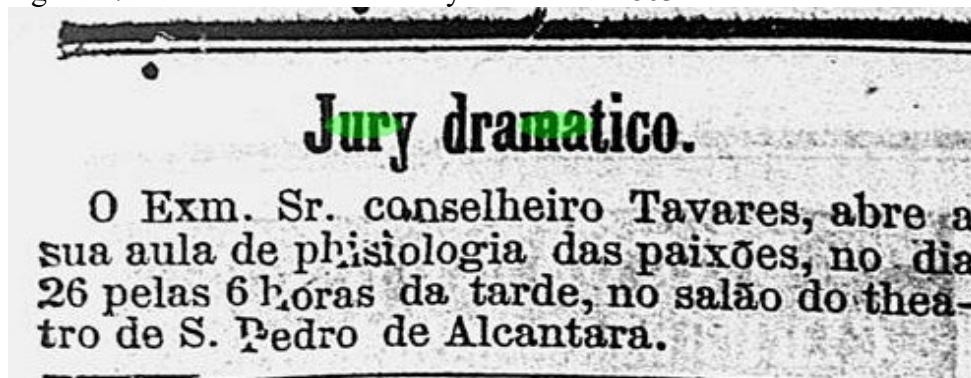 Jury dramatico.
O Exm. Sr. conselheiro Tavares, abre a
sua aula de phisiologia das paixões, no dia
26 pelas 6 horas da tarde, no salão do thea-
tro de S. Pedro de Alcantara.